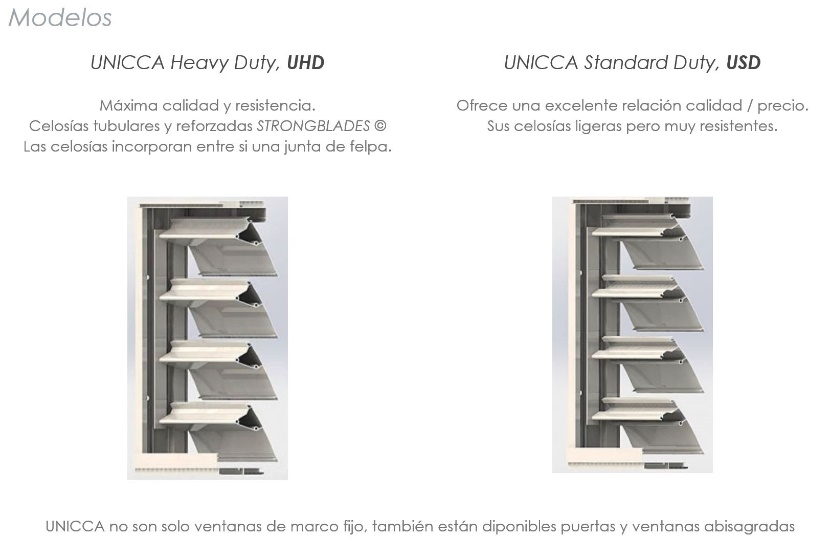 Modelos
UNICCA Heavy Duty, UHD
Máxima calidad y resistencia.
Celosías tubulares y reforzadas STRONGBLADES ©
Las celosías incorporan entre si una junta de felpa.
UNICCA Standard Duty, USD
Ofrece una excelente relación calidad / precio.
Sus celosías ligeras pero muy resistentes.
UNICCA no son solo ventanas de marco fijo, también están diponibles puertas y ventanas abisagradas